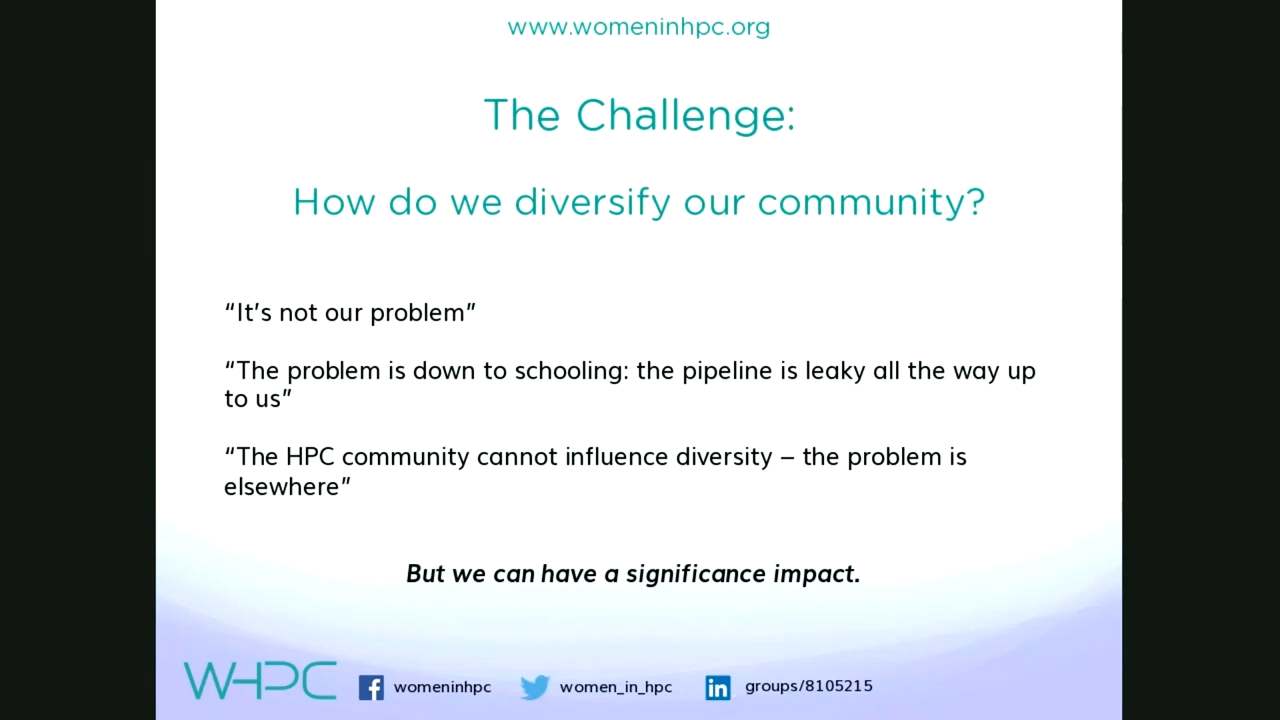 www.womeninhpc.org
The Challenge:
How do we diversify our community?
“It’s not our problem”
“The problem is down to schooling: the pipeline is leaky all the way up
to us”
“The HPC community cannot influence diversity – the problem is
elsewhere”
But we can have a significance impact.
WHPC
womeninhpc
women_in_hpc
groups/8105215